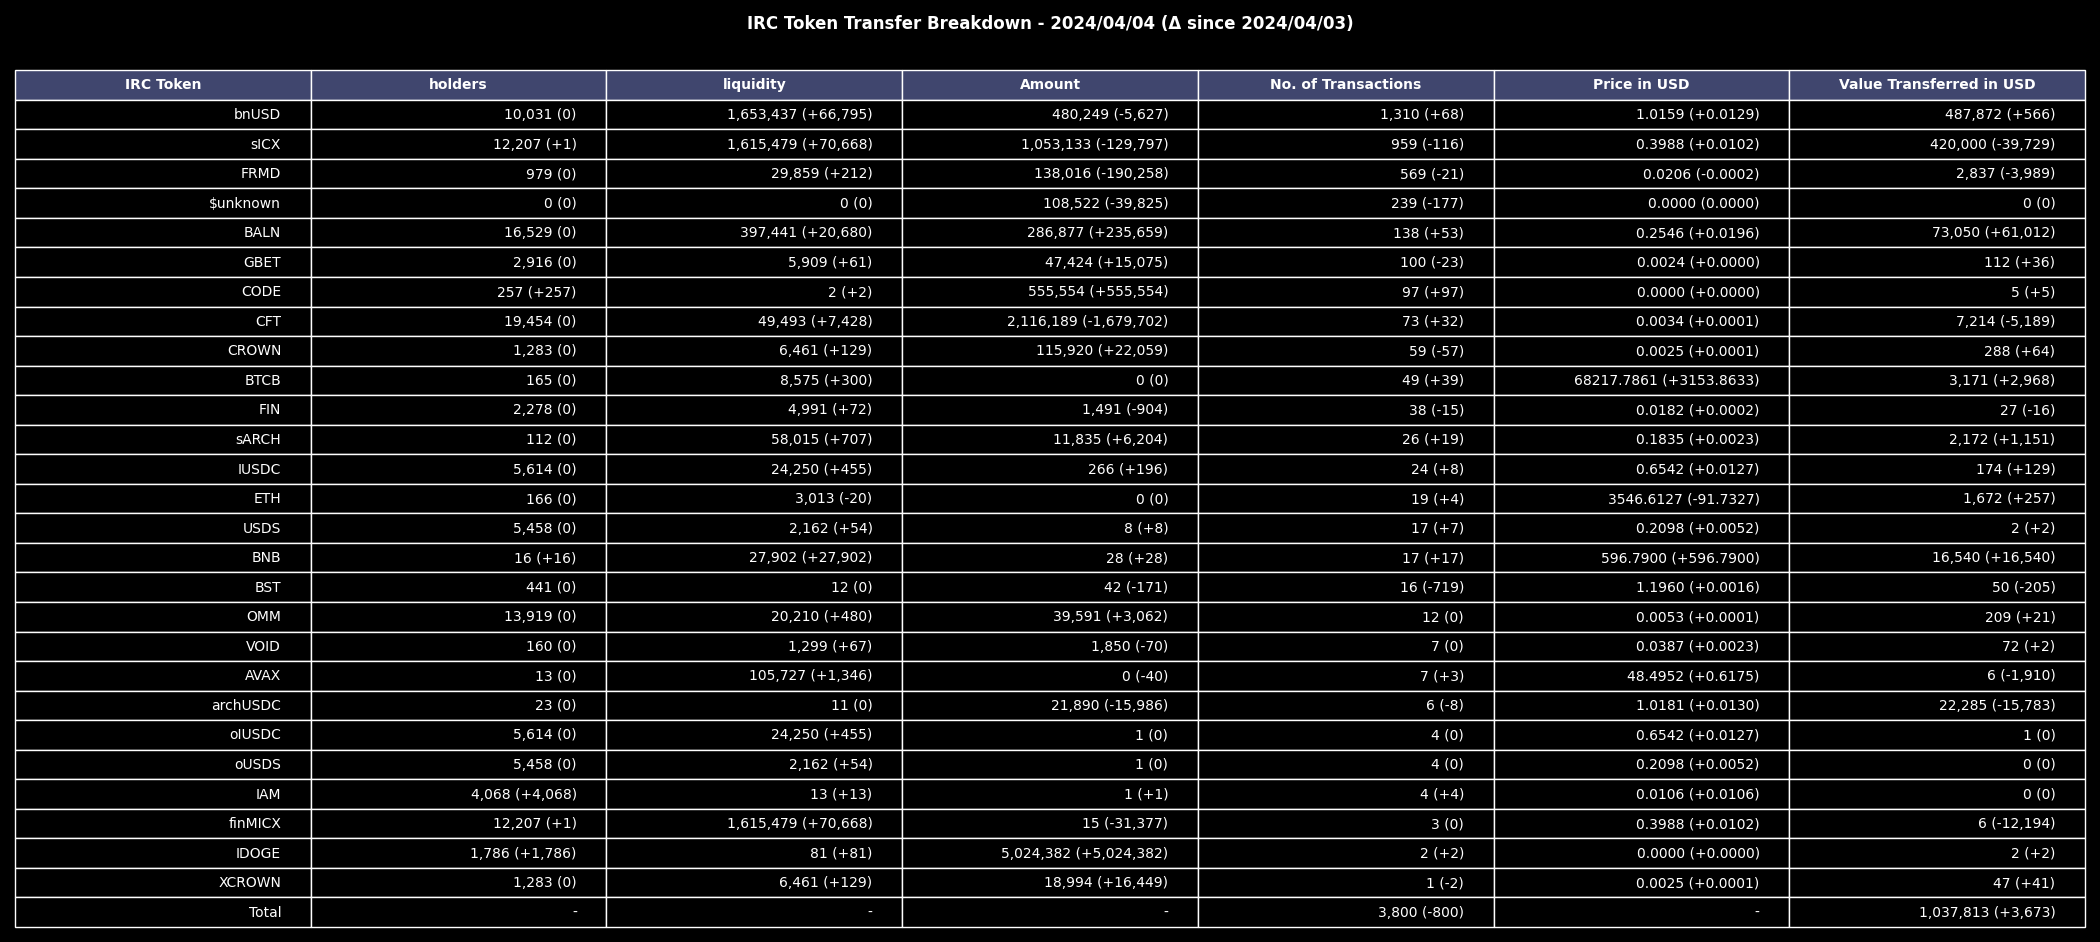 IRC Token Transfer Breakdown - 2024/04/04 (Δ since 2024/04/03)
IRC Token holders liquidity Amount No. of Transactions Price in USD Value Transferred in USD
bnUSD 10,031 (0) 1,653,437 (+66,795) 480,249 (-5,627) 1,310 (+68) 1.0159 (+0.0129) 487,872 (+566)
sICX 12,207 (+1) 1,615,479 (+70,668) 1,053,133 (-129,797) 959 (-116) 0.3988 (+0.0102) 420,000 (-39,729)
FRMD 979 (0) 29,859 (+212) 138,016 (-190,258) 569 (-21) 0.0206 (-0.0002) 2,837 (-3,989)
$unknown 0 (0) 0 (0) 108,522 (-39,825) 239 (-177) 0.0000 (0.0000) 0 (0)
BALN 16,529 (0) 397,441 (+20,680) 286,877 (+235,659) 138 (+53) 0.2546 (+0.0196) 73,050 (+61,012)
GBET 2,916 (0) 5,909 (+61) 47,424 (+15,075) 100 (-23) 0.0024 (+0.0000) 112 (+36)
CODE 257 (+257) 2 (+2) 555,554 (+555,554) 97 (+97) 0.0000 (+0.0000) 5 (+5)
CFT 19,454 (0) 49,493 (+7,428) 2,116,189 (-1,679,702) 73 (+32) 0.0034 (+0.0001) 7,214 (-5,189)
CROWN 1,283 (0) 6,461 (+129) 115,920 (+22,059) 59 (-57) 0.0025 (+0.0001) 288 (+64)
BTCB 165 (0) 8,575 (+300) 0 (0) 49 (+39) 68217.7861 (+3153.8633) 3,171 (+2,968)
FIN 2,278 (0) 4,991 (+72) 1,491 (-904) 38 (-15) 0.0182 (+0.0002) 27 (-16)
sARCH 112 (0) 58,015 (+707) 11,835 (+6,204) 26 (+19) 0.1835 (+0.0023) 2,172 (+1,151)
IUSDC 5,614 (0) 24,250 (+455) 266 (+196) 24 (+8) 0.6542 (+0.0127) 174 (+129)
ETH 166 (0) 3,013 (-20) 0 (0) 19 (+4) 3546.6127 (-91.7327) 1,672 (+257)
USDS 5,458 (0) 2,162 (+54) 8 (+8) 17 (+7) 0.2098 (+0.0052) 2 (+2)
BNB 16 (+16) 27,902 (+27,902) 28 (+28) 17 (+17) 596.7900 (+596.7900) 16,540 (+16,540)
BST 441 (0) 12 (0) 42 (-171) 16 (-719) 1.1960 (+0.0016) 50 (-205)
OMM 13,919 (0) 20,210 (+480) 39,591 (+3,062) 12 (0) 0.0053 (+0.0001) 209 (+21)
VOID 160 (0) 1,299 (+67) 1,850 (-70) 7 (0) 0.0387 (+0.0023) 72 (+2)
AVAX 13 (0) 105,727 (+1,346) 0 (-40) 7 (+3) 48.4952 (+0.6175) 6 (-1,910)
archUSDC 23 (0) 11 (0) 21,890 (-15,986) 6 (-8) 1.0181 (+0.0130) 22,285 (-15,783)
oIUSDC 5,614 (0) 24,250 (+455) 1 (0) 4 (0) 0.6542 (+0.0127) 1 (0)
oUSDS 5,458 (0) 2,162 (+54) 1 (0) 4 (0) 0.2098 (+0.0052) 0 (0)
IAM 4,068 (+4,068) 13 (+13) 1 (+1) 4 (+4) 0.0106 (+0.0106) 0 (0)
finMICX 12,207 (+1) 1,615,479 (+70,668) 15 (-31,377) 3 (0) 0.3988 (+0.0102) 6 (-12,194)
IDOGE 1,786 (+1,786) 81 (+81) 5,024,382 (+5,024,382) 2 (+2) 0.0000 (+0.0000) 2 (+2)
XCROWN 1,283 (0) 6,461 (+129) 18,994 (+16,449) 1 (-2) 0.0025 (+0.0001) 47 (+41)
Total - - - 3,800 (-800) - 1,037,813 (+3,673)